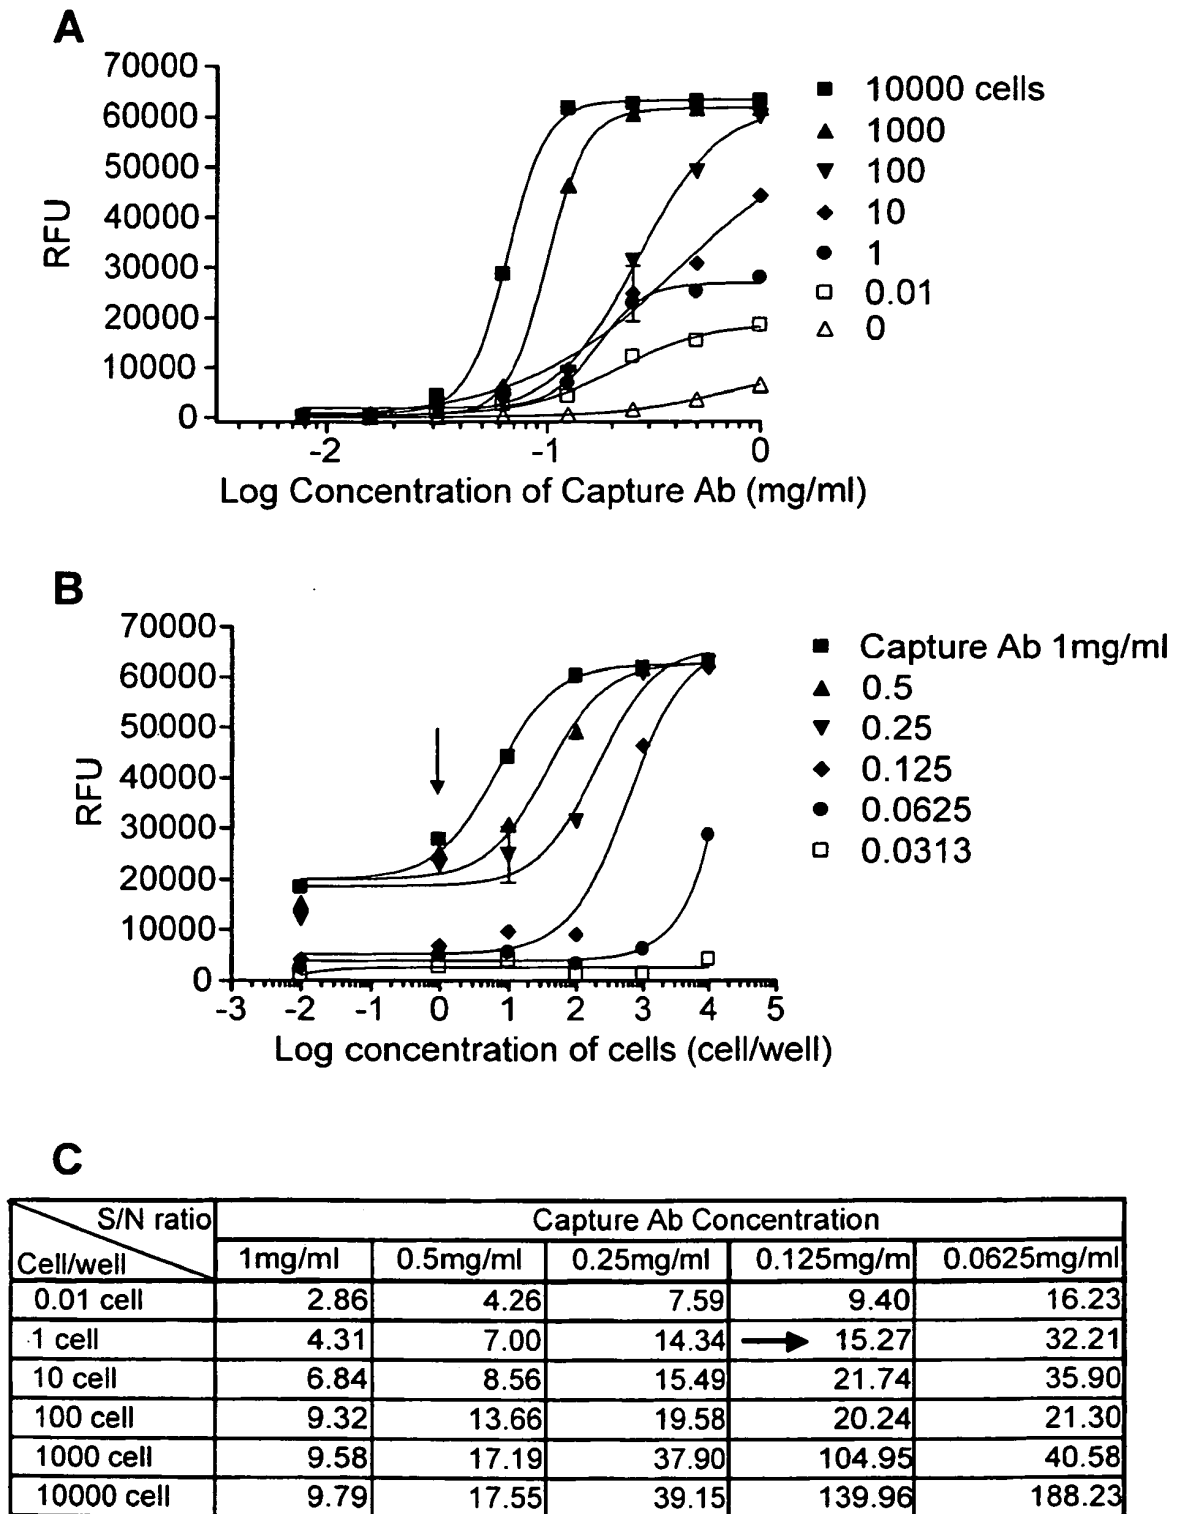 A
70000
60000
50000
40000
30000
20000
10000
0
RFU
-2 -1 0
Log Concentration of Capture Ab (mg/ml)
10000 cells
1000
100
10
1
0.01
0
B
70000
60000
50000
40000
30000
20000
10000
0
RFU
-3 -2 -1 0 1 2 3 4 5
Log concentration of cells (cell/well)
Capture Ab 1mg/ml
0.5
0.25
0.125
0.0625
0.0313
C
S/N ratio Capture Ab Concentration
Cell/well 1mg/ml 0.5mg/ml 0.25mg/ml 0.125mg/m 0.0625mg/ml
0.01 cell 2.86 4.26 7.59 9.40 16.23
1 cell 4.31 7.00 14.34 15.27 32.21
10 cell 6.84 8.56 15.49 21.74 35.90
100 cell 9.32 13.66 19.58 20.24 21.30
1000 cell 9.58 17.19 37.90 104.95 40.58
10000 cell 9.79 17.55 39.15 139.96 188.23